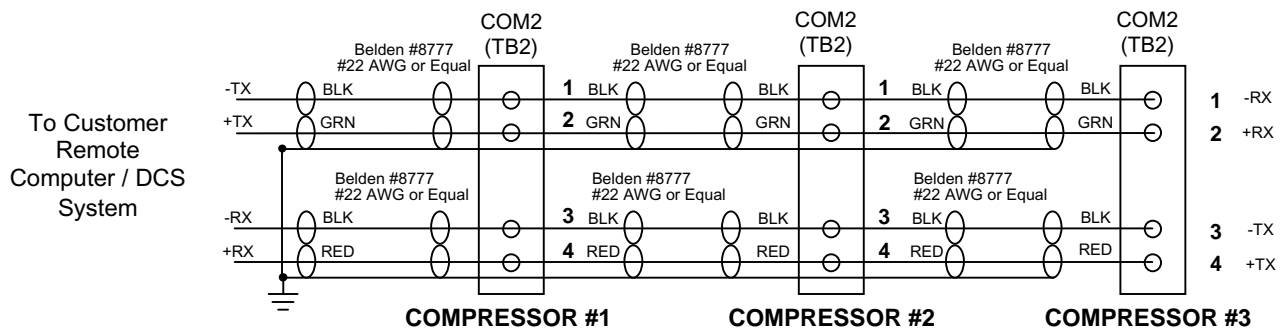 COM2
(TB2)
COM2
(TB2)
COM2
(TB2)
Belden #8777
#22 AWG or Equal
Belden #8777
#22 AWG or Equal
Belden #8777
#22 AWG or Equal
-TX BLK 1 BLK BLK 1 BLK BLK 1 -RX
+TX GRN 2 GRN GRN 2 GRN GRN 2 +RX
To Customer
Remote
Computer / DCS
System
Belden #8777
#22 AWG or Equal
Belden #8777
#22 AWG or Equal
Belden #8777
#22 AWG or Equal
-RX BLK 3 BLK BLK 3 BLK BLK 3 -TX
+RX RED 4 RED RED 4 RED RED 4 +TX
COMPRESSOR #1 COMPRESSOR #2 COMPRESSOR #3